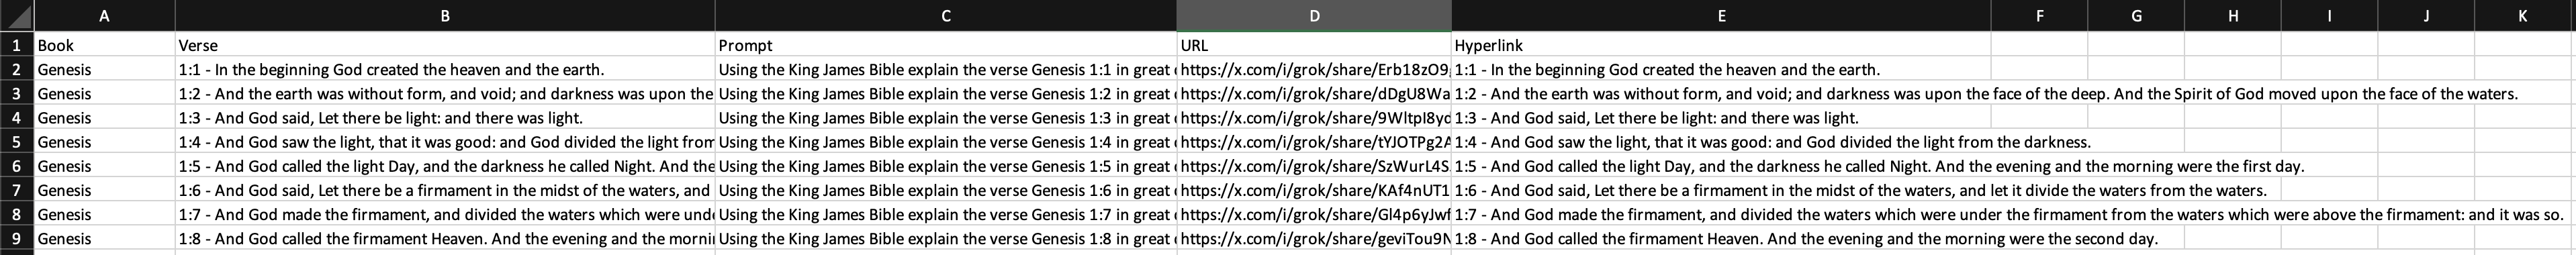 A B C D E F G H I J K
1 Book Verse Prompt URL Hyperlink
2 Genesis 1:1 - In the beginning God created the heaven and the earth. Using the King James Bible explain the verse Genesis 1:1 in great https://x.com/i/grok/share/Erb18zO9 1:1 - In the beginning God created the heaven and the earth.
3 Genesis 1:2 - And the earth was without form, and void; and darkness was upon the Using the King James Bible explain the verse Genesis 1:2 in great https://x.com/i/grok/share/dDgU8Wa 1:2 - And the earth was without form, and void; and darkness was upon the face of the deep. And the Spirit of God moved upon the face of the waters.
4 Genesis 1:3 - And God said, Let there be light: and there was light. Using the King James Bible explain the verse Genesis 1:3 in great https://x.com/i/grok/share/9WltpI8yd 1:3 - And God said, Let there be light: and there was light.
5 Genesis 1:4 - And God saw the light, that it was good: and God divided the light from Using the King James Bible explain the verse Genesis 1:4 in great https://x.com/i/grok/share/tYJOTPg2A 1:4 - And God saw the light, that it was good: and God divided the light from the darkness.
6 Genesis 1:5 - And God called the light Day, and the darkness he called Night. And the Using the King James Bible explain the verse Genesis 1:5 in great https://x.com/i/grok/share/SzWurL4S 1:5 - And God called the light Day, and the darkness he called Night. And the evening and the morning were the first day.
7 Genesis 1:6 - And God said, Let there be a firmament in the midst of the waters, and Using the King James Bible explain the verse Genesis 1:6 in great https://x.com/i/grok/share/KAf4nUT1 1:6 - And God said, Let there be a firmament in the midst of the waters, and let it divide the waters from the waters.
8 Genesis 1:7 - And God made the firmament, and divided the waters which were und Using the King James Bible explain the verse Genesis 1:7 in great https://x.com/i/grok/share/Gl4p6yJwf 1:7 - And God made the firmament, and divided the waters which were under the firmament from the waters which were above the firmament: and it was so.
9 Genesis 1:8 - And God called the firmament Heaven. And the evening and the morni Using the King James Bible explain the verse Genesis 1:8 in great https://x.com/i/grok/share/geviTou9N 1:8 - And God called the firmament Heaven. And the evening and the morning were the second day.